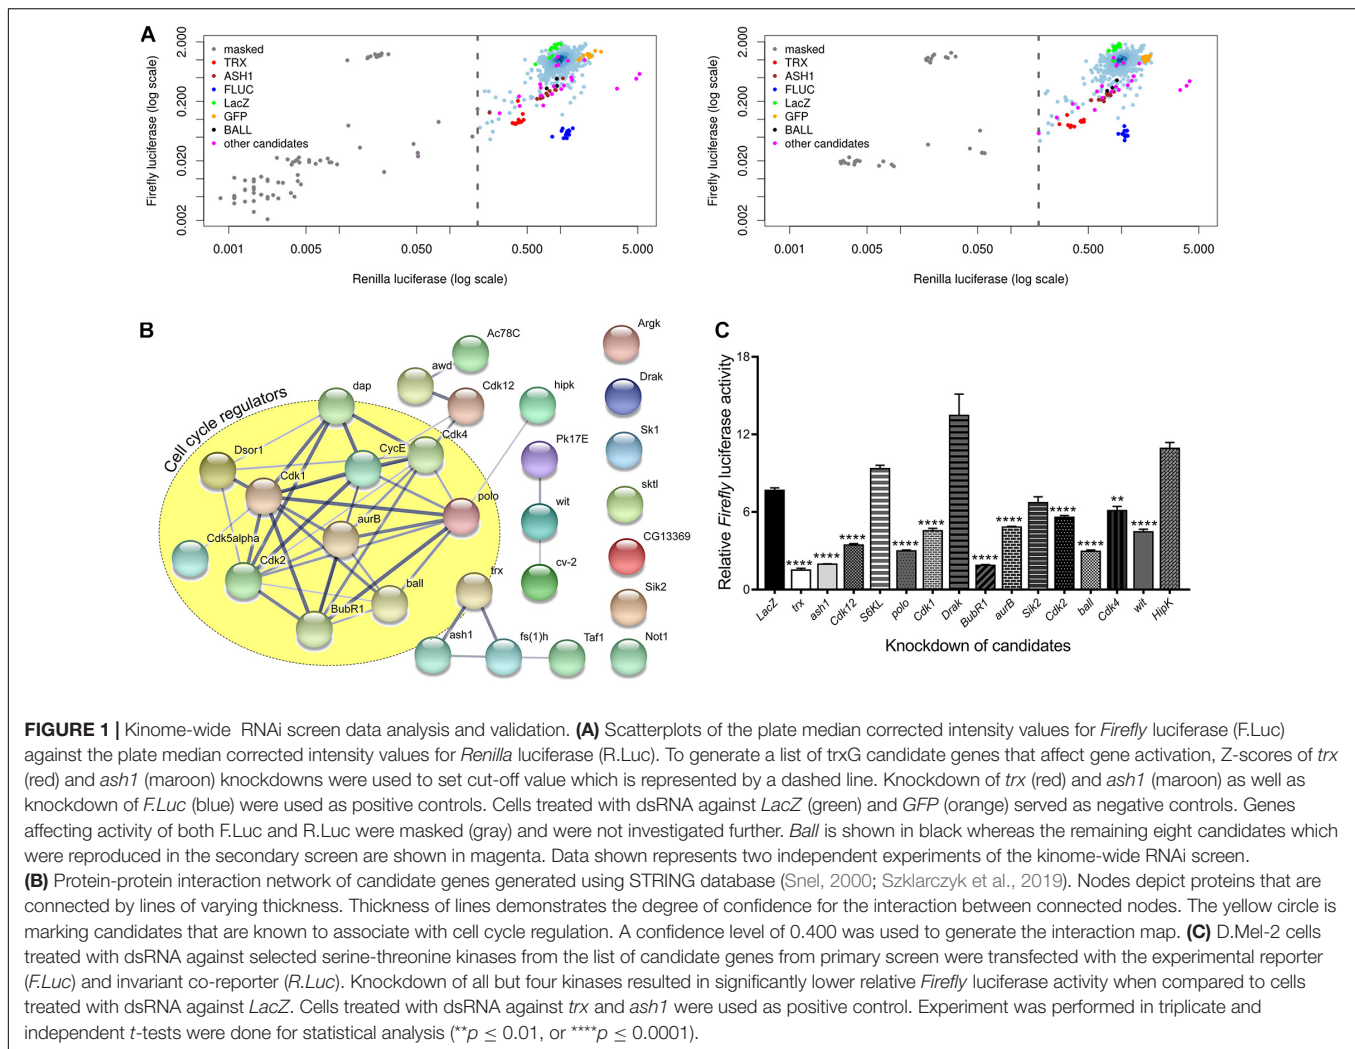 A
Firefly luciferase (log scale)
2.000
0.200
0.020
0.002
masked
TRX
ASH1
FLUC
LacZ
GFP
BALL
other candidates
0.001
0.005
0.050
0.500
5.000
Renilla luciferase (log scale)
Firefly luciferase (log scale)
2.000
0.200
0.020
0.002
masked
TRX
ASH1
FLUC
LacZ
GFP
BALL
other candidates
0.001
0.005
0.050
0.500
5.000
Renilla luciferase (log scale)
B
Cell cycle regulators
Ac78C
awd
Cdk12
dap
hipk
Cdk4
CycE
Dsor1
Cdk1
Pk17E
polo
aurB
wit
Cdk5alpha
Cdk2
cv-2
trx
ball
BubR1
ash1
fs(1)h
Taf1
Argk
Drak
Sk1
sktl
CG13369
Sik2
Not1
C
Relative Firefly luciferase activity
18
12
6
0
****
****
****
****
****
****
****
****
****
**
****
LacZ
trx
ash1
Cdk12
S6KL
polo
Cdk1
Drak
BubR1
aurB
Sik2
Cdk2
ball
Cdk4
wit
HipK
Knockdown of candidates
FIGURE 1 | Kinome-wide RNAi screen data analysis and validation. (A) Scatterplots of the plate median corrected intensity values for Firefly luciferase (F.Luc)
against the plate median corrected intensity values for Renilla luciferase (R.Luc). To generate a list of trxG candidate genes that affect gene activation, Z-scores of trx
(red) and ash1 (maroon) knockdowns were used to set cut-off value which is represented by a dashed line. Knockdown of trx (red) and ash1 (maroon) as well as
knockdown of F.Luc (blue) were used as positive controls. Cells treated with dsRNA against LacZ (green) and GFP (orange) served as negative controls. Genes
affecting activity of both F.Luc and R.Luc were masked (gray) and were not investigated further. Ball is shown in black whereas the remaining eight candidates which
were reproduced in the secondary screen are shown in magenta. Data shown represents two independent experiments of the kinome-wide RNAi screen.
(B) Protein-protein interaction network of candidate genes generated using STRING database (Snel, 2000; Szklarczyk et al., 2019). Nodes depict proteins that are
connected by lines of varying thickness. Thickness of lines demonstrates the degree of confidence for the interaction between connected nodes. The yellow circle is
marking candidates that are known to associate with cell cycle regulation. A confidence level of 0.400 was used to generate the interaction map. (C) D.Mel-2 cells
treated with dsRNA against selected serine-threonine kinases from the list of candidate genes from primary screen were transfected with the experimental reporter
(F.Luc) and invariant co-reporter (R.Luc). Knockdown of all but four kinases resulted in significantly lower relative Firefly luciferase activity when compared to cells
treated with dsRNA against LacZ. Cells treated with dsRNA against trx and ash1 were used as positive control. Experiment was performed in triplicate and
independent t-tests were done for statistical analysis (**p ≤ 0.01, or ****p ≤ 0.0001).